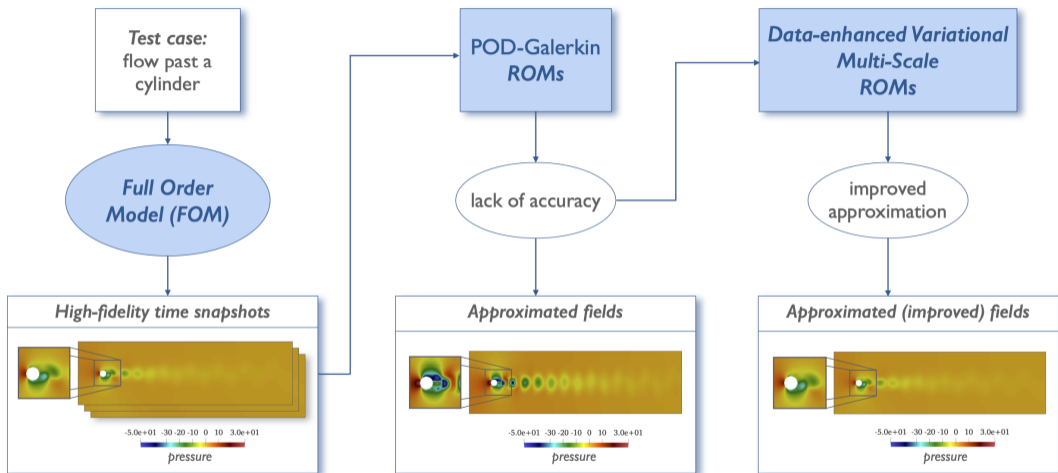 Test case:
flow past a
cylinder
Full Order
Model (FOM)
High-fidelity time snapshots
-5.0e+01 -30 -20 -10 0 10 3.0e+01
pressure
POD-Galerkin
ROMs
lack of accuracy
Approximated fields
-5.0e+01 -30 -20 -10 0 10 3.0e+01
pressure
Data-enhanced Variational
Multi-Scale
ROMs
improved
approximation
Approximated (improved) fields
-5.0e+01 -30 -20 -10 0 10 3.0e+01
pressure